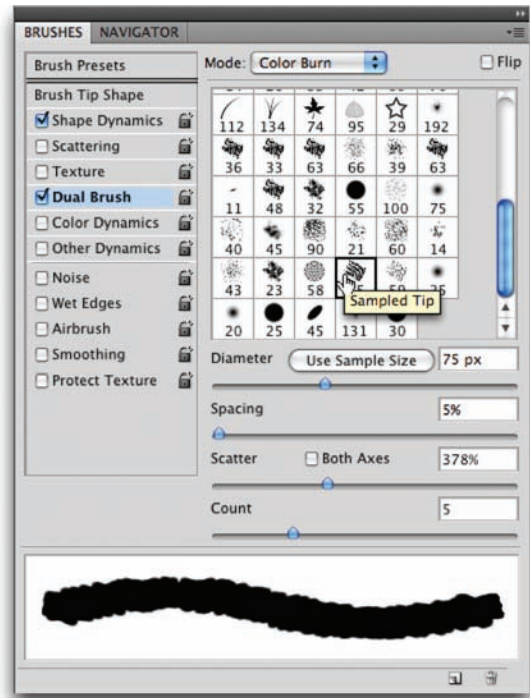 BRUSHES NAVIGATOR
Brush Presets
Brush Tip Shape
Shape Dynamics
Scattering
Texture
Dual Brush
Color Dynamics
Other Dynamics
Noise
Wet Edges
Airbrush
Smoothing
Protect Texture
Mode: Color Burn Flip
112 134 74 95 29 192
36 33 63 66 39 63
11 48 32 55 100 75
40 45 90 21 60 14
43 23 58
Sampled Tip
20 25 45 131 30
Diameter Use Sample Size 75 px
Spacing 5%
Scatter Both Axes 378%
Count 5